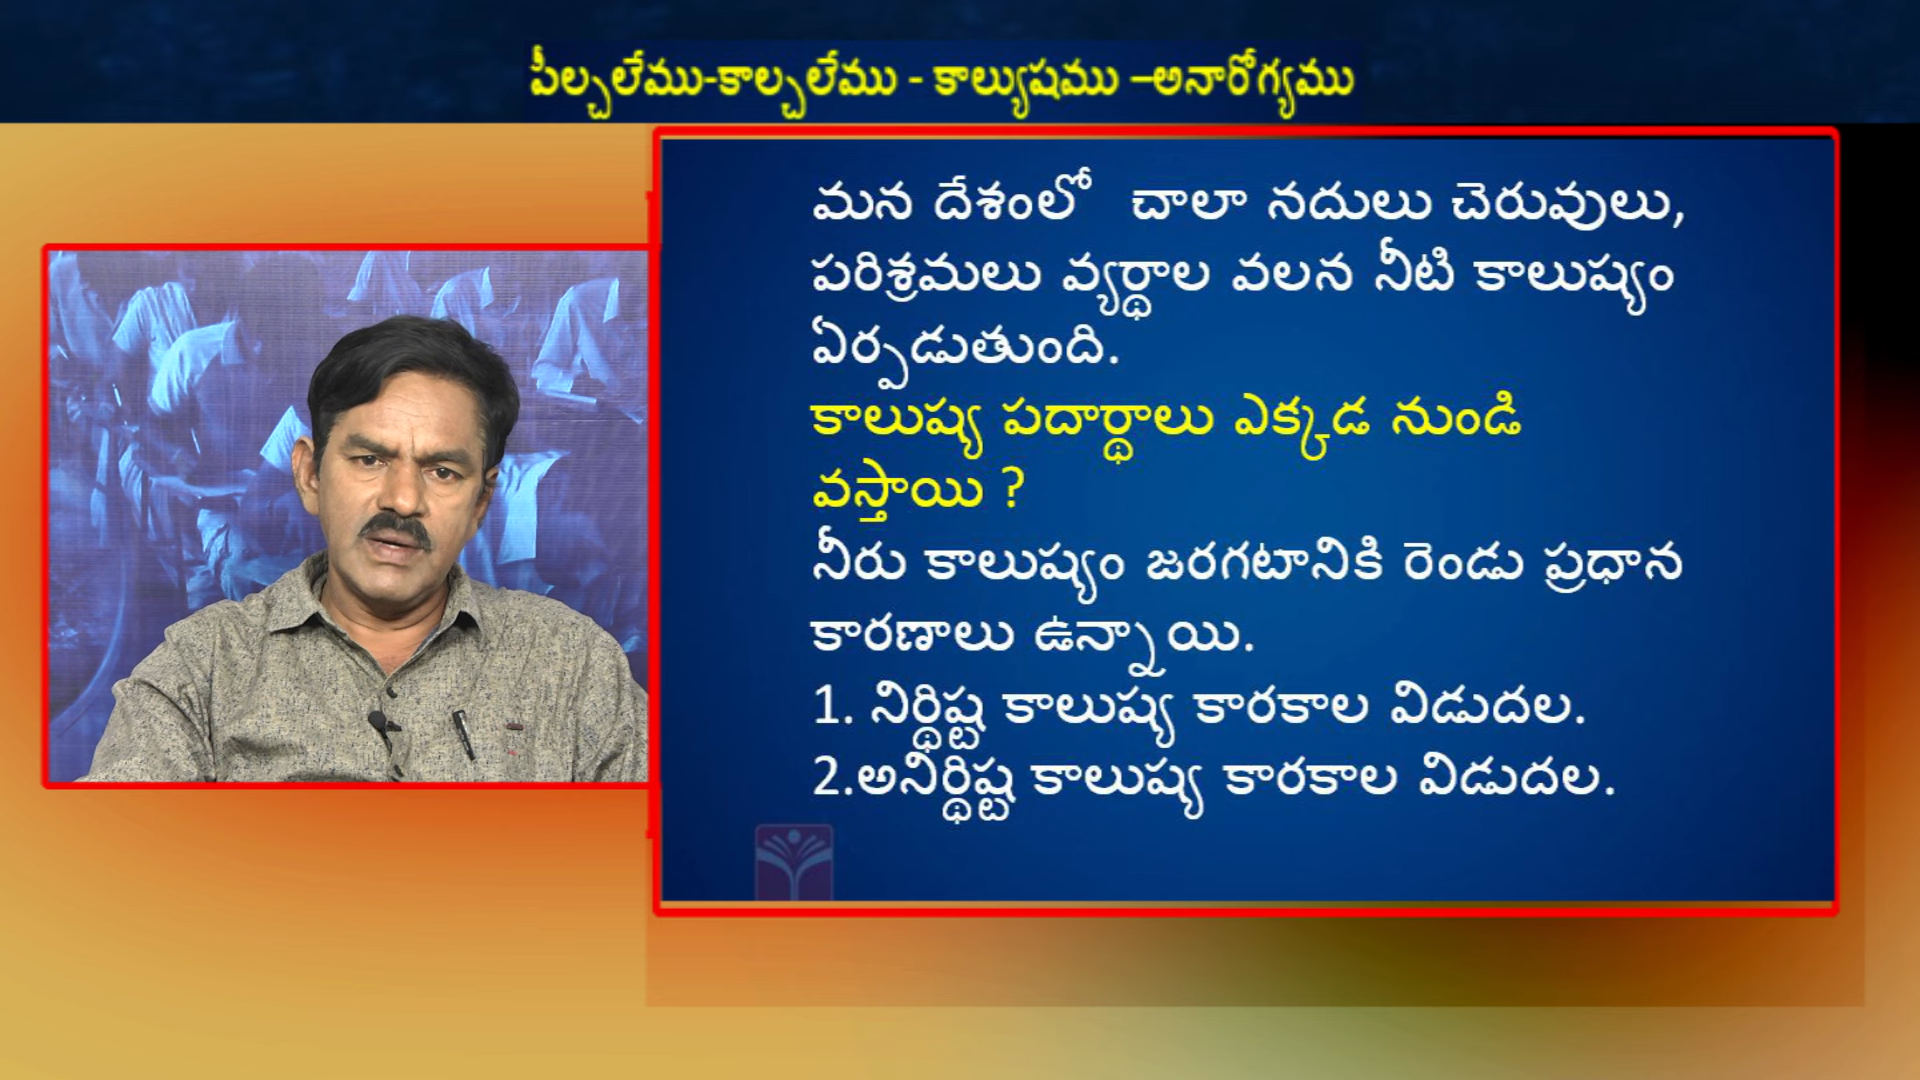 పీల్చలేము-కాల్చలేము - కాల్యుషము –అనారోగ్యము
మన దేశంలో చాలా నదులు చెరువులు,
పరిశ్రమలు వ్యర్థాల వలన నీటి కాలుష్యం
ఏర్పడుతుంది.
కాలుష్య పదార్థాలు ఎక్కడ నుండి
వస్తాయి ?
నీరు కాలుష్యం జరగటానికి రెండు ప్రధాన
కారణాలు ఉన్నాయి.
1. నిర్థిష్ట కాలుష్య కారకాల విడుదల.
2.అనిర్థిష్ట కాలుష్య కారకాల విడుదల.